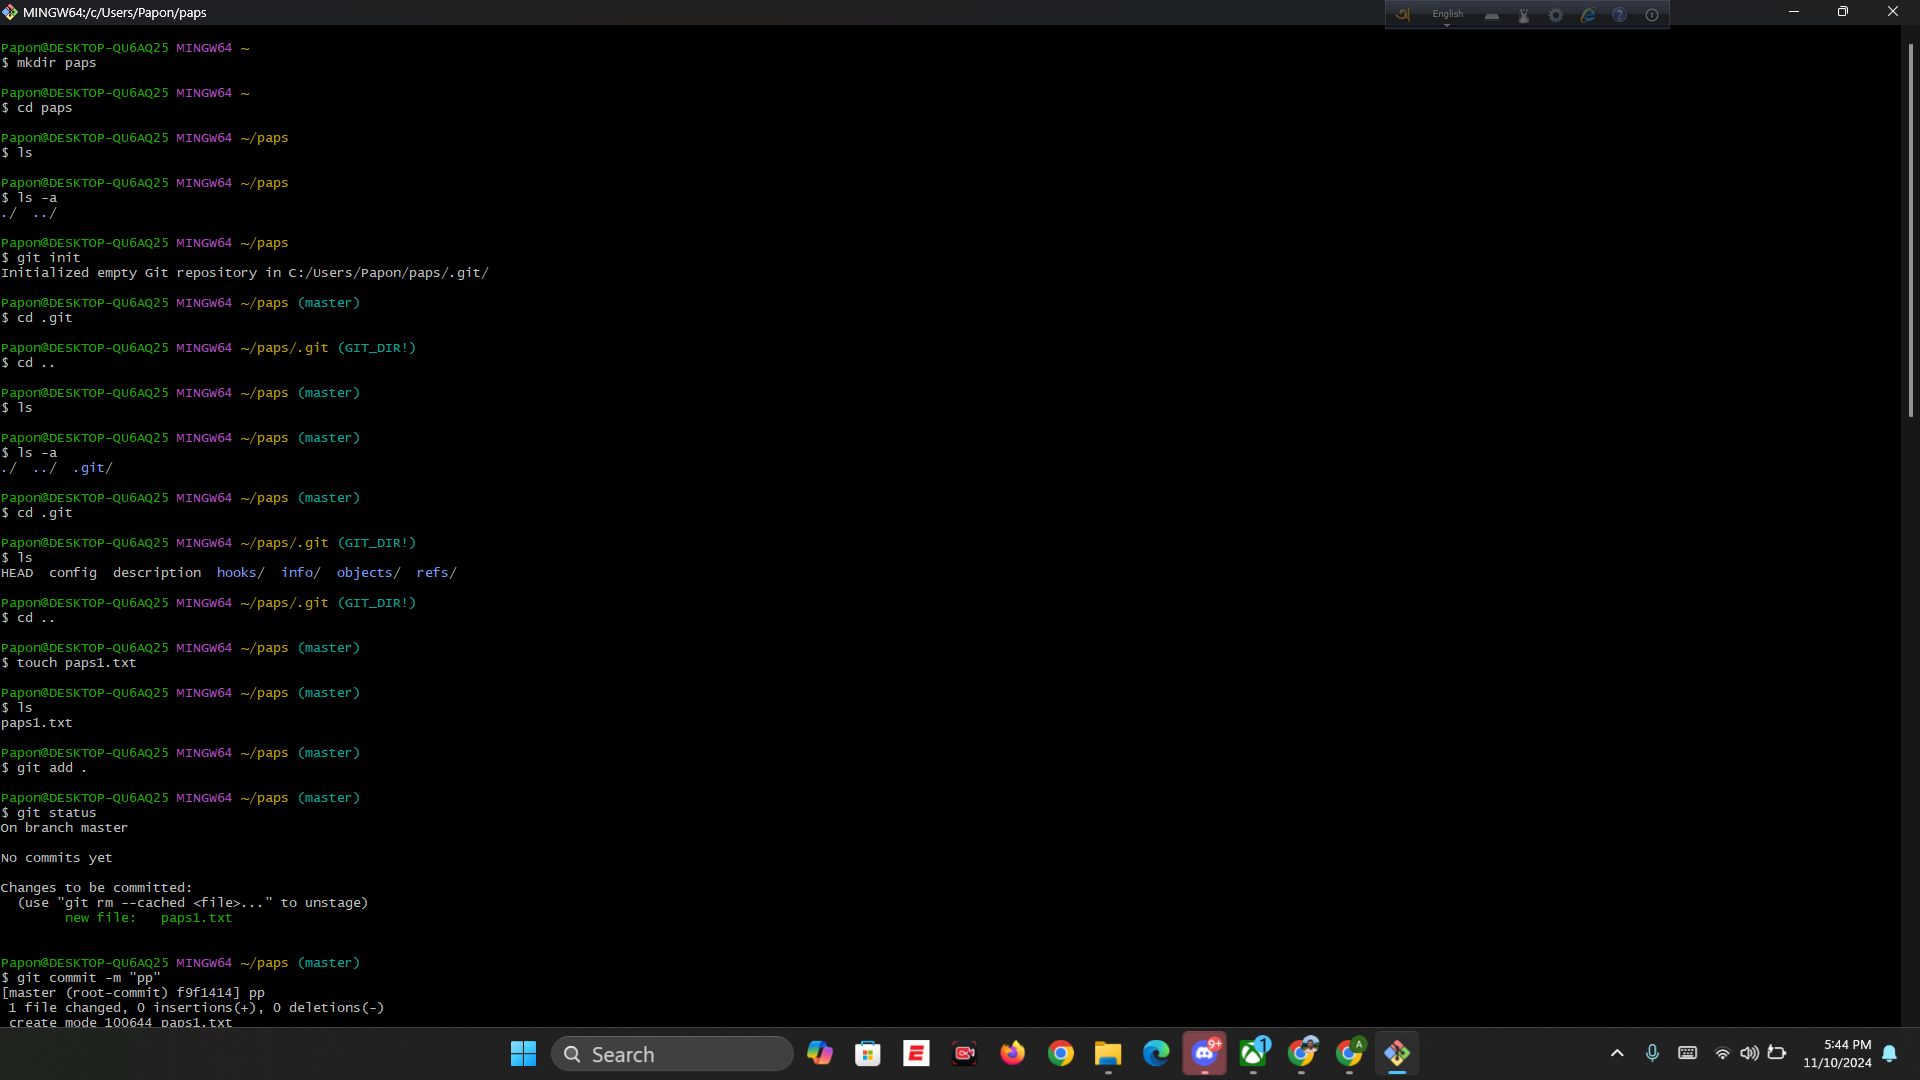 MINGW64:/c/Users/Papon/paps
English
Papon@DESKTOP-QU6AQ25 MINGW64 ~
$ mkdir paps
Papon@DESKTOP-QU6AQ25 MINGW64 ~
$ cd paps
Papon@DESKTOP-QU6AQ25 MINGW64 ~/paps
$ ls
Papon@DESKTOP-QU6AQ25 MINGW64 ~/paps
$ ls -a
./  ../
Papon@DESKTOP-QU6AQ25 MINGW64 ~/paps
$ git init
Initialized empty Git repository in C:/Users/Papon/paps/.git/
Papon@DESKTOP-QU6AQ25 MINGW64 ~/paps (master)
$ cd .git
Papon@DESKTOP-QU6AQ25 MINGW64 ~/paps/.git (GIT_DIR!)
$ cd ..
Papon@DESKTOP-QU6AQ25 MINGW64 ~/paps (master)
$ ls
Papon@DESKTOP-QU6AQ25 MINGW64 ~/paps (master)
$ ls -a
./  ../  .git/
Papon@DESKTOP-QU6AQ25 MINGW64 ~/paps (master)
$ cd .git
Papon@DESKTOP-QU6AQ25 MINGW64 ~/paps/.git (GIT_DIR!)
$ ls
HEAD  config  description  hooks/  info/  objects/  refs/
Papon@DESKTOP-QU6AQ25 MINGW64 ~/paps/.git (GIT_DIR!)
$ cd ..
Papon@DESKTOP-QU6AQ25 MINGW64 ~/paps (master)
$ touch paps1.txt
Papon@DESKTOP-QU6AQ25 MINGW64 ~/paps (master)
$ ls
paps1.txt
Papon@DESKTOP-QU6AQ25 MINGW64 ~/paps (master)
$ git add .
Papon@DESKTOP-QU6AQ25 MINGW64 ~/paps (master)
$ git status
On branch master
No commits yet
Changes to be committed:
  (use "git rm --cached <file>..." to unstage)
        new file:   paps1.txt
Papon@DESKTOP-QU6AQ25 MINGW64 ~/paps (master)
$ git commit -m "pp"
[master (root-commit) f9f1414] pp
 1 file changed, 0 insertions(+), 0 deletions(-)
 create mode 100644 paps1.txt
Search
9+
1
A
5:44 PM
11/10/2024